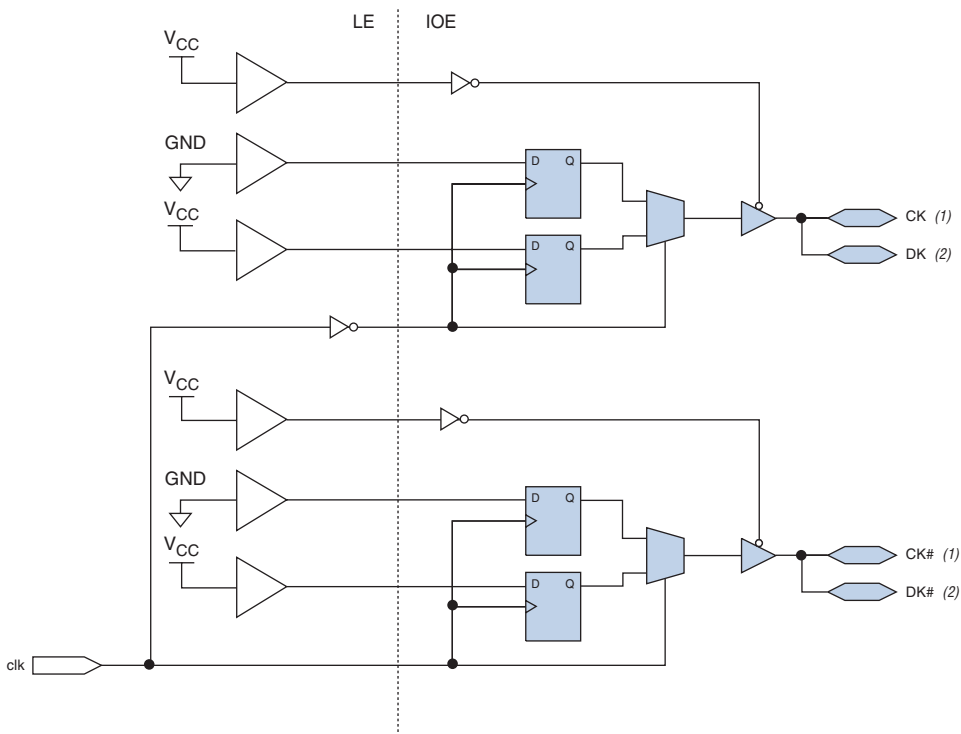 LE IOE
VCC
GND
D Q
CK (1)
VCC
D Q
DK (2)
VCC
GND
D Q
CK# (1)
VCC
D Q
DK# (2)
clk